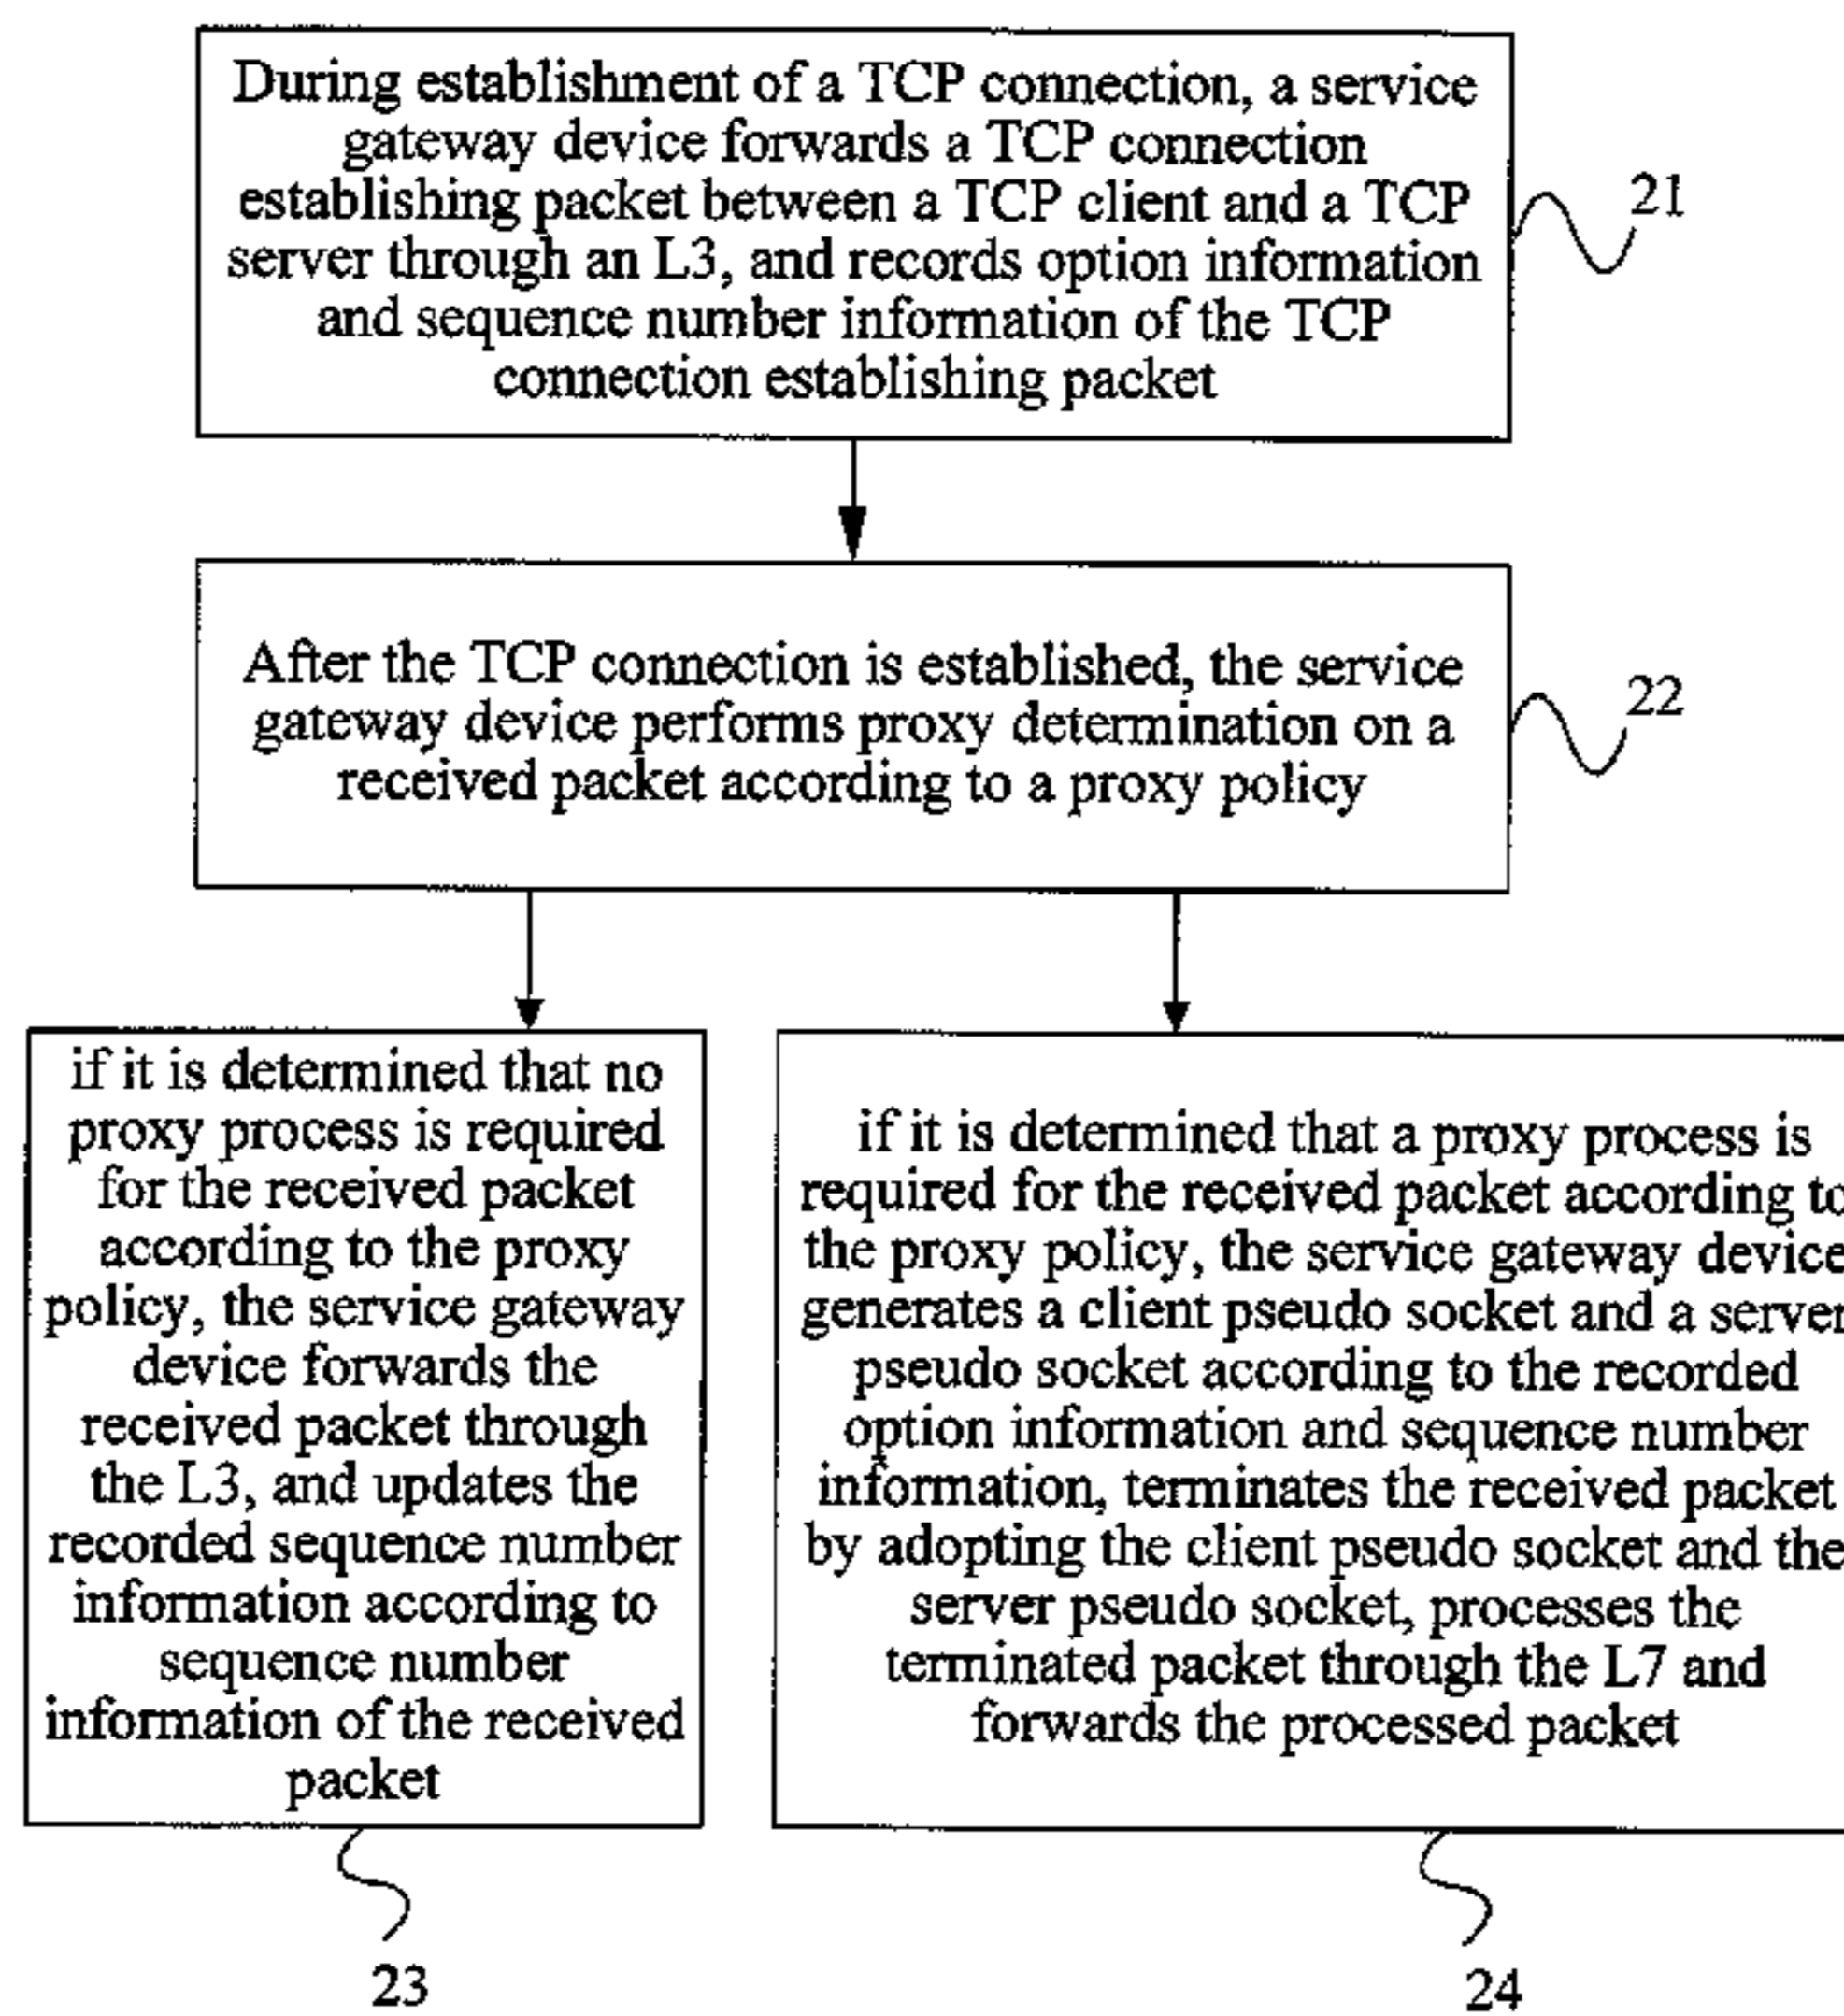 During establishment of a TCP connection, a service
gateway device forwards a TCP connection
establishing packet between a TCP client and a TCP
server through an L3, and records option information
and sequence number information of the TCP
connection establishing packet
21
After the TCP connection is established, the service
gateway device performs proxy determination on a
received packet according to a proxy policy
22
if it is determined that no
proxy process is required
for the received packet
according to the proxy
policy, the service gateway
device forwards the
received packet through
the L3, and updates the
recorded sequence number
information according to
sequence number
information of the received
packet
23
if it is determined that a proxy process is
required for the received packet according to
the proxy policy, the service gateway device
generates a client pseudo socket and a server
pseudo socket according to the recorded
option information and sequence number
information, terminates the received packet
by adopting the client pseudo socket and the
server pseudo socket, processes the
terminated packet through the L7 and
forwards the processed packet
24